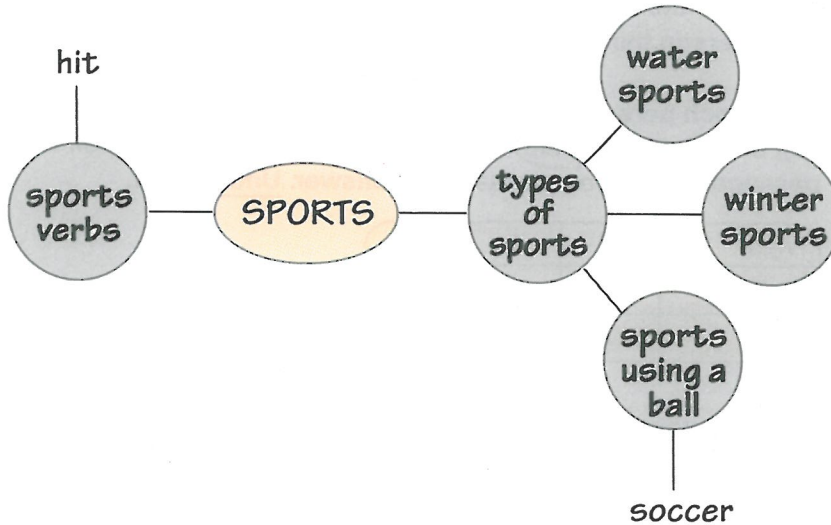 hit
sports
verbs
SPORTS
types
of
sports
water
sports
winter
sports
sports
using a
ball
soccer